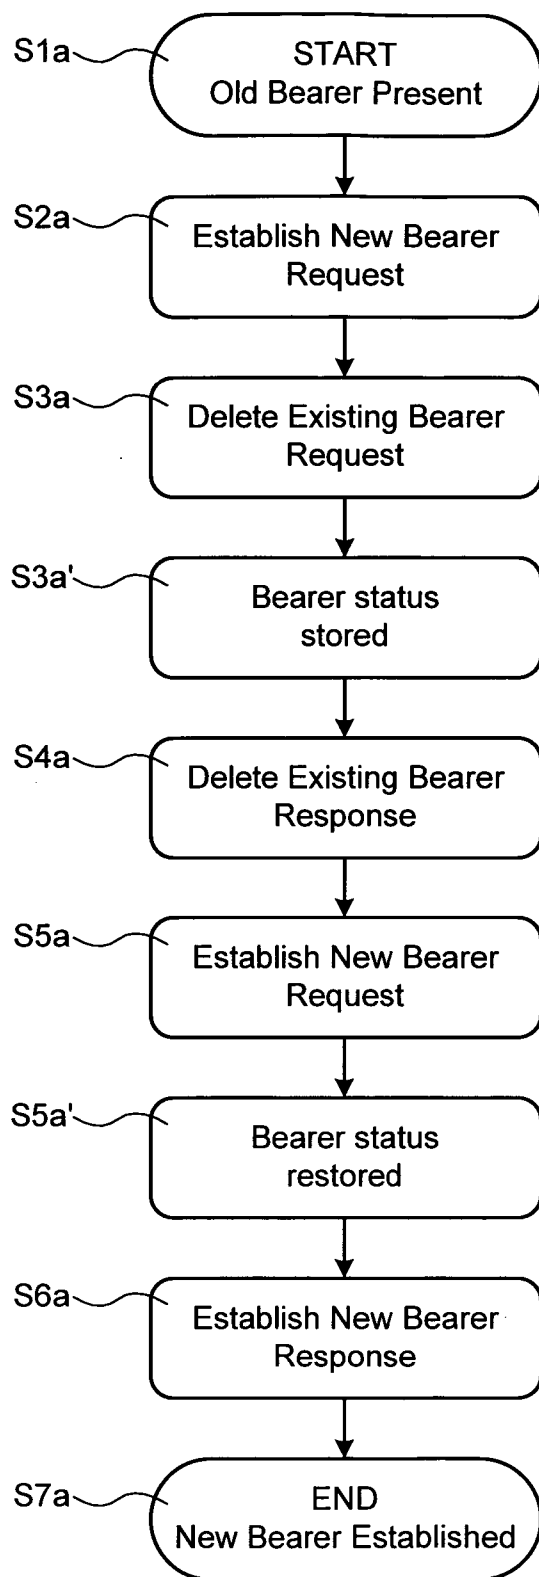 S1a
START
Old Bearer Present
S2a
Establish New Bearer
Request
S3a
Delete Existing Bearer
Request
S3a'
Bearer status
stored
S4a
Delete Existing Bearer
Response
S5a
Establish New Bearer
Request
S5a'
Bearer status
restored
S6a
Establish New Bearer
Response
S7a
END
New Bearer Established